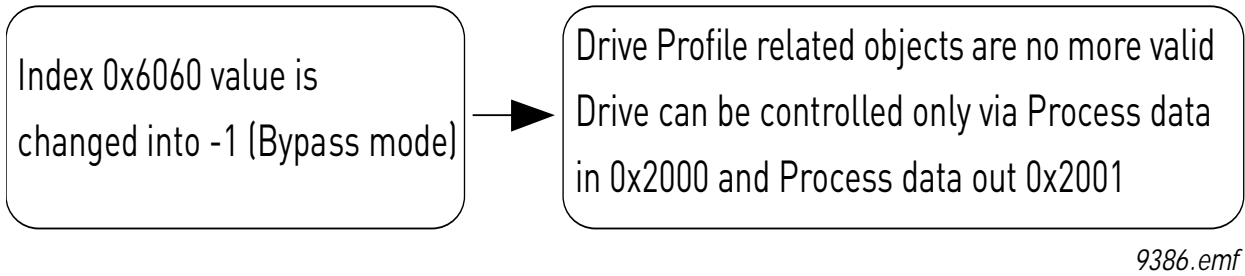 Index 0x6060 value is
changed into -1 (Bypass mode)
Drive Profile related objects are no more valid
Drive can be controlled only via Process data
in 0x2000 and Process data out 0x2001
9386.emf